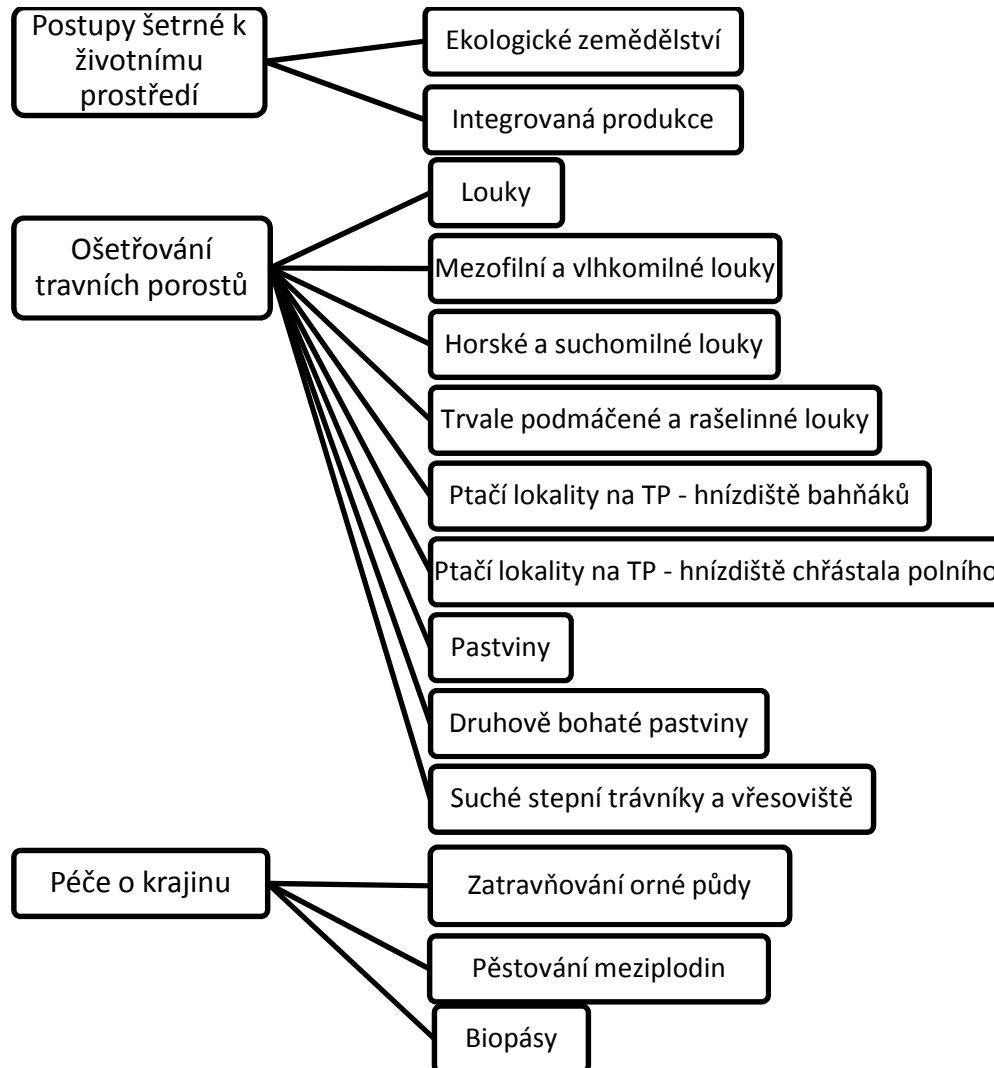 Postupy šetrné k
životnímu
prostředí
Ekologické zemědělství
Integrovaná produkce
Ošetřování
travních porostů
Louky
Mezofilní a vlhkomilné louky
Horské a suchomilné louky
Trvale podmáčené a rašelinné louky
Ptačí lokality na TP - hnízdiště bahňáků
Ptačí lokality na TP - hnízdiště chřástala polního
Pastviny
Druhově bohaté pastviny
Suché stepní trávníky a vřesoviště
Péče o krajinu
Zatravňování orné půdy
Pěstování meziplodin
Biopásy